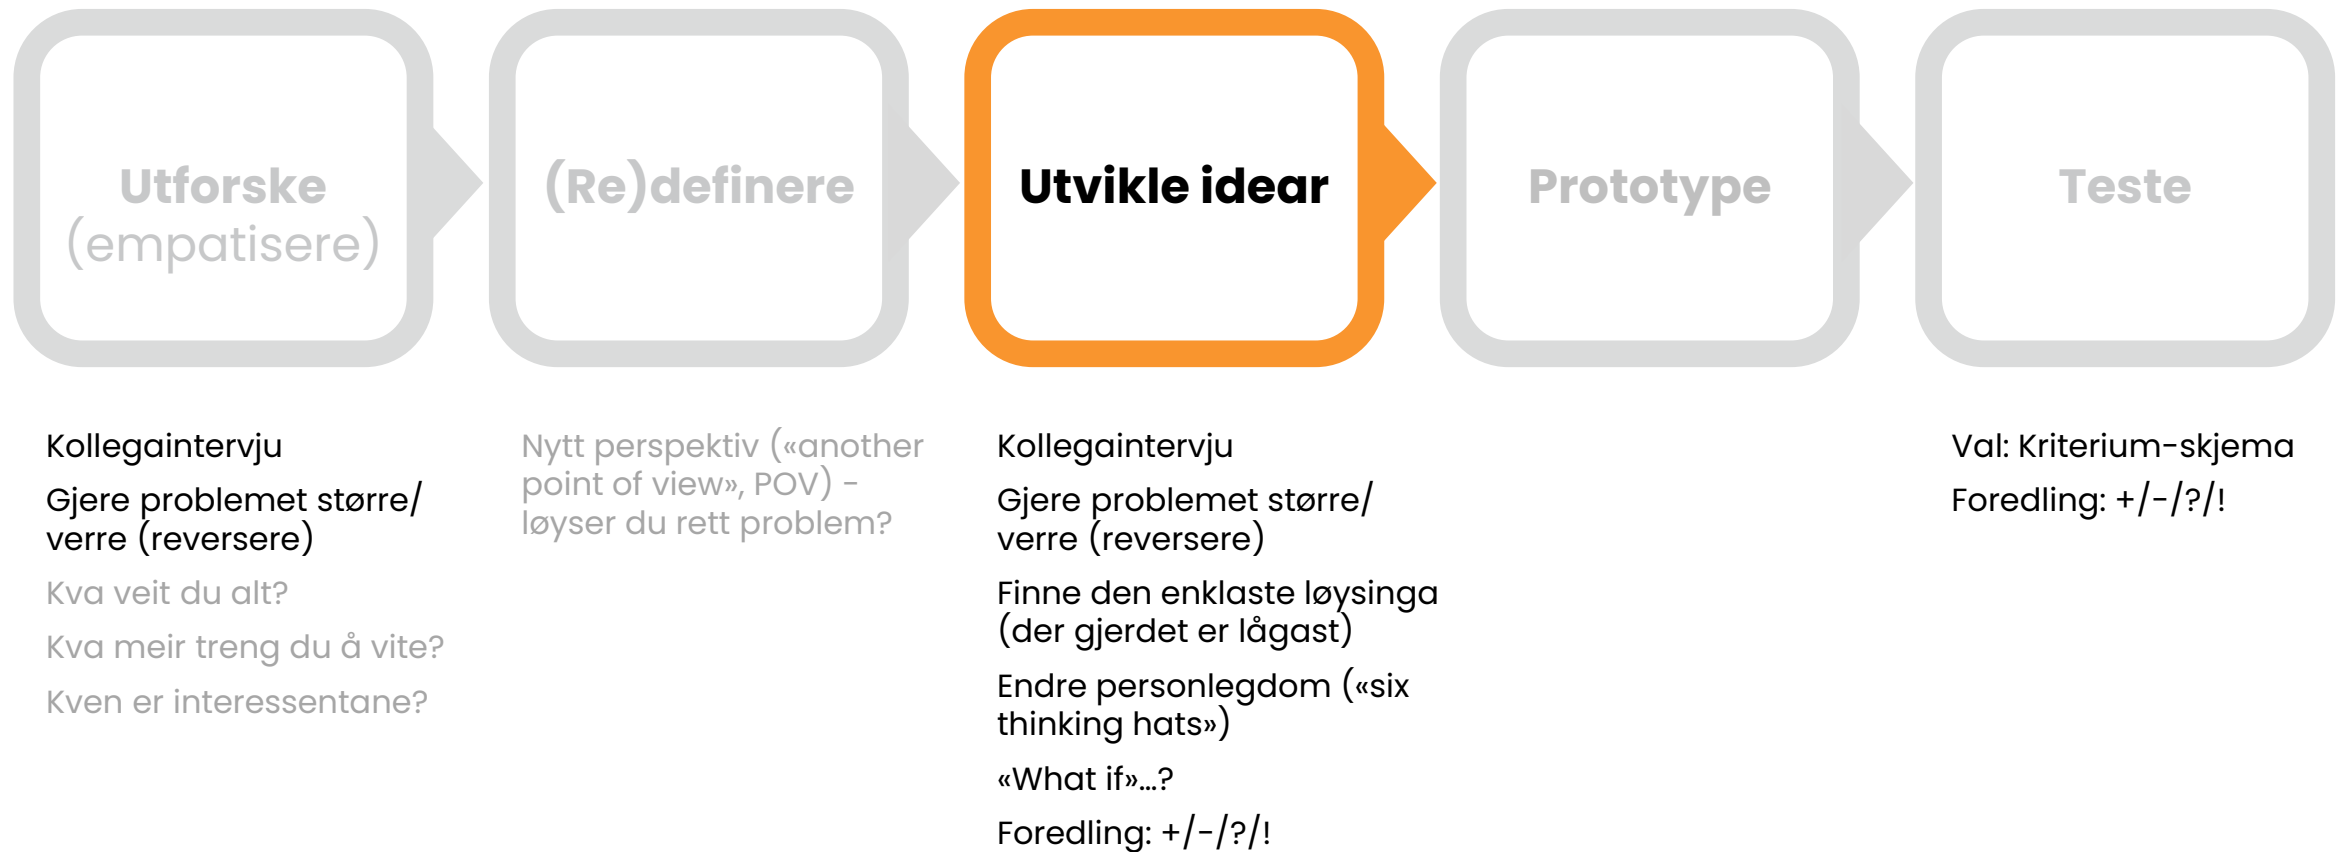 Utforske
(empatisere)
(Re)definere
Utvikle idear
Prototype
Teste
Kollegaintervju
Gjere problemet større/
verre (reversere)
Kva veit du alt?
Kva meir treng du å vite?
Kven er interessentane?
Nytt perspektiv («another
point of view», POV) -
løyser du rett problem?
Kollegaintervju
Gjere problemet større/
verre (reversere)
Finne den enklaste løysinga
(der gjerdet er lågast)
Endre personlegdom («six
thinking hats»)
«What if»…?
Foredling: +/-/?/!
Val: Kriterium-skjema
Foredling: +/-/?/!